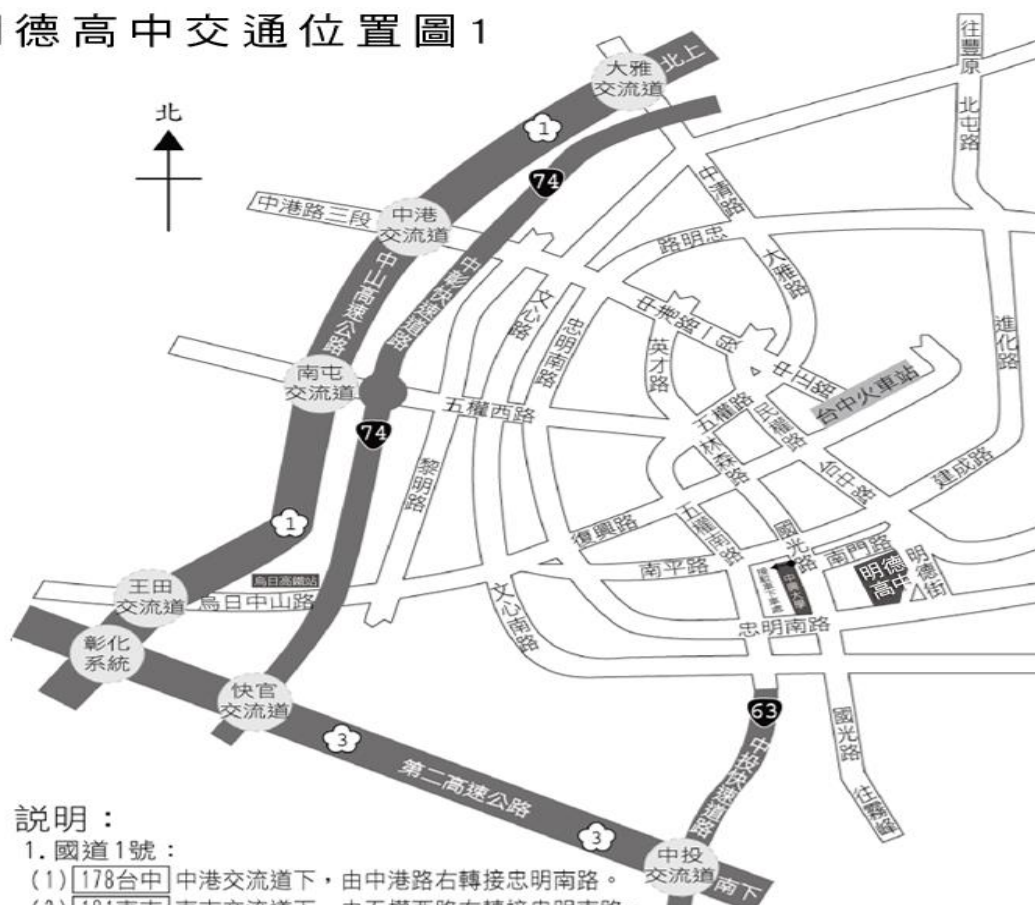 德高中交通位置圖1
北
大雅
交流道
北上
往豐原
北屯路
1
74
中清路
中港路三段
中港
交流道
路明忠
大雅路
中山高速公路
中彰快速道路
文心路
忠明南路
英才路
進化路
南屯
交流道
五權西路
74
五權路
中正路
民權路
台中火車站
黎明路
林森路
台中路
建成路
1
復興路
五權南路
國光路
南門路
南平路
明德
高中
明德街
中興大學
王田
交流道
烏日高鐵站
烏日中山路
文心南路
忠明南路
彰化
系統
快官
交流道
63
國光路
3
第二高速公路
中投快速道路
往霧峰
3
中投
交流道
南下
說明：
1.國道1號：
(1)178台中 中港交流道下，由中港路右轉接忠明南路。